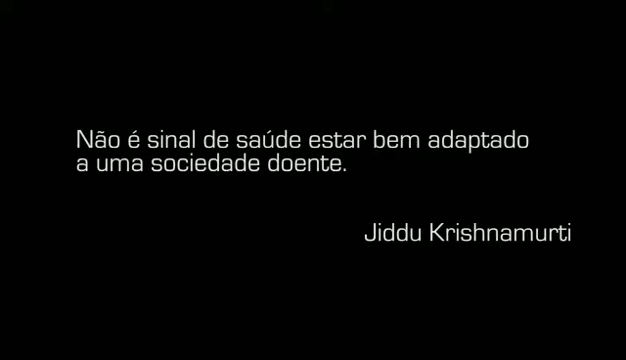 Não é sinal de saúde estar bem adaptado
a uma sociedade doente.
Jiddu Krishnamurti